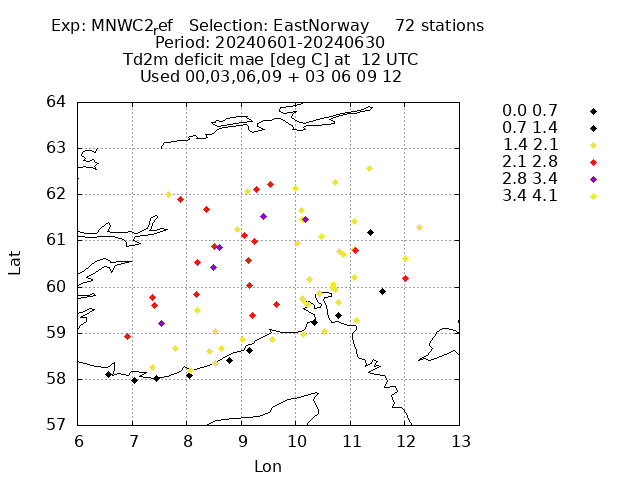 Exp: MNWC2ref   Selection: EastNorway     72 stations
Period: 20240601-20240630
Td2m deficit mae [deg C] at  12 UTC
Used 00,03,06,09 + 03 06 09 12
0.0 0.7
0.7 1.4
1.4 2.1
2.1 2.8
2.8 3.4
3.4 4.1
64
63
62
61
60
59
58
57
Lat
6 7 8 9 10 11 12 13
Lon